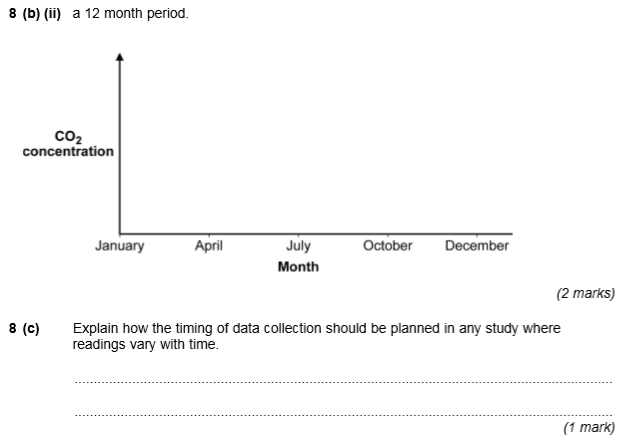 8 (b) (ii) a 12 month period.
CO₂
concentration
January April July October December
Month
(2 marks)
8 (c) Explain how the timing of data collection should be planned in any study where
readings vary with time.
(1 mark)